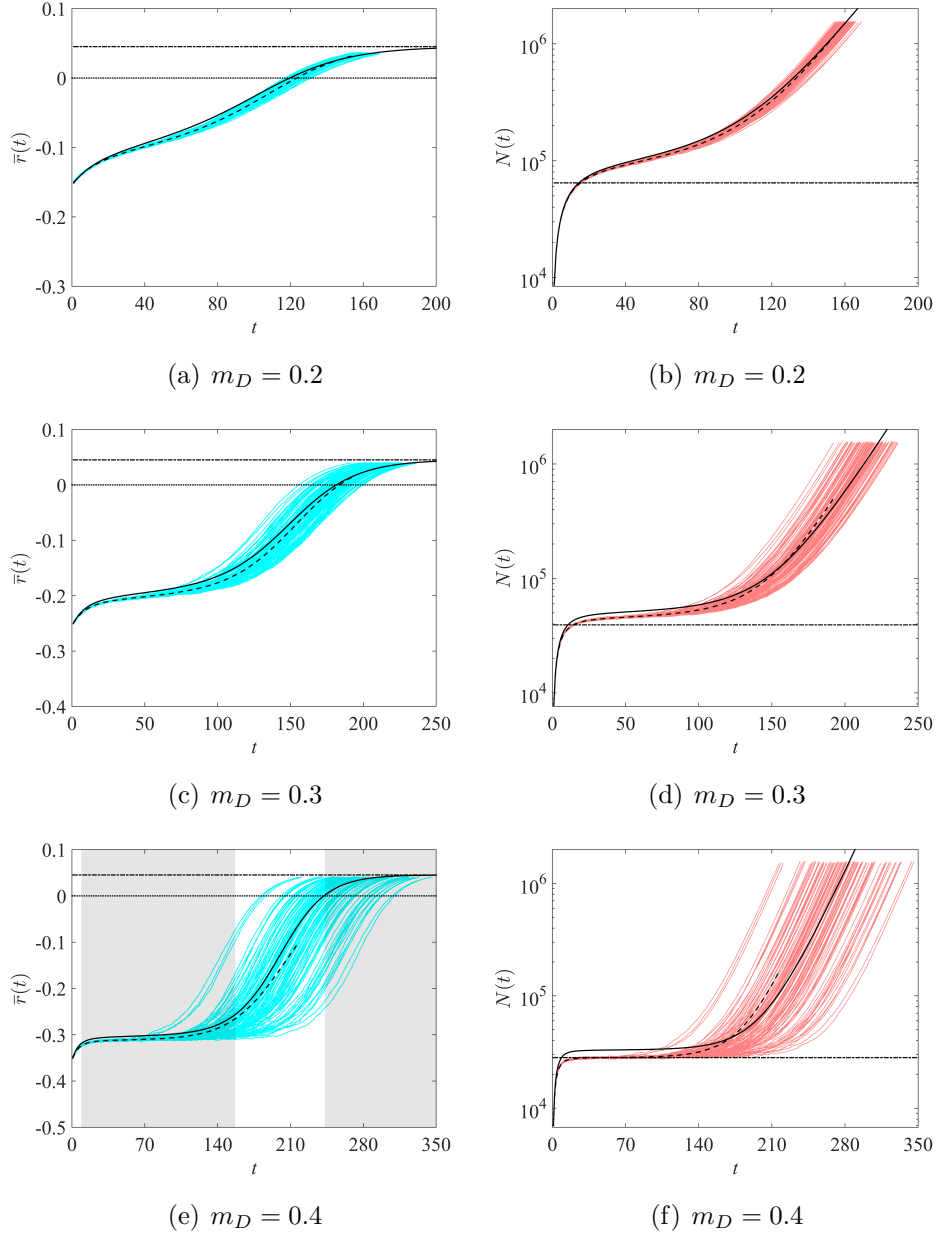 0.1
0
-0.1
-0.2
-0.3
r̅(t)
0 40 80 120 160 200
t
(a) m_D = 0.2
10^6
10^5
10^4
N(t)
0 40 80 120 160 200
t
(b) m_D = 0.2
0.1
0
-0.1
-0.2
-0.3
-0.4
r̅(t)
0 50 100 150 200 250
t
(c) m_D = 0.3
10^6
10^5
10^4
N(t)
0 50 100 150 200 250
t
(d) m_D = 0.3
0.1
0
-0.1
-0.2
-0.3
-0.4
-0.5
r̅(t)
0 70 140 210 280 350
t
(e) m_D = 0.4
10^6
10^5
10^4
N(t)
0 70 140 210 280 350
t
(f) m_D = 0.4